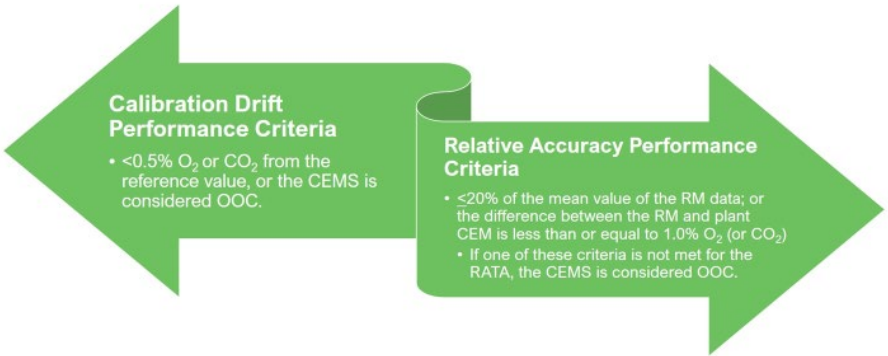 Calibration Drift
Performance Criteria
• <0.5% O₂ or CO₂ from the
reference value, or the CEMS is
considered OOC.
Relative Accuracy Performance
Criteria
• ≤20% of the mean value of the RM data; or
the difference between the RM and plant
CEM is less than or equal to 1.0% O₂ (or CO₂)
• If one of these criteria is not met for the
RATA, the CEMS is considered OOC.